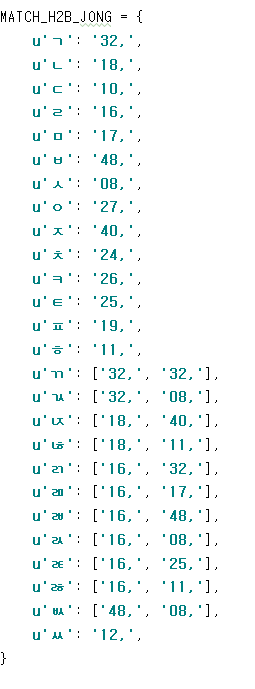 MATCH_H2B_JONG = {
u'ㄱ': '32,',
u'ㄴ': '18,',
u'ㄷ': '10,',
u'ㄹ': '16,',
u'ㅁ': '17,',
u'ㅂ': '48,',
u'ㅅ': '08,',
u'ㅇ': '27,',
u'ㅈ': '40,',
u'ㅊ': '24,',
u'ㅋ': '26,',
u'ㅌ': '25,',
u'ㅍ': '19,',
u'ㅎ': '11,',
u'ㄲ': ['32,', '32,'],
u'ㄳ': ['32,', '08,'],
u'ㄵ': ['18,', '40,'],
u'ㄶ': ['18,', '11,'],
u'ㄺ': ['16,', '32,'],
u'ㄻ': ['16,', '17,'],
u'ㄼ': ['16,', '48,'],
u'ㄽ': ['16,', '08,'],
u'ㄾ': ['16,', '25,'],
u'ㅀ': ['16,', '11,'],
u'ㅄ': ['48,', '08,'],
u'ㅆ': '12,',
}